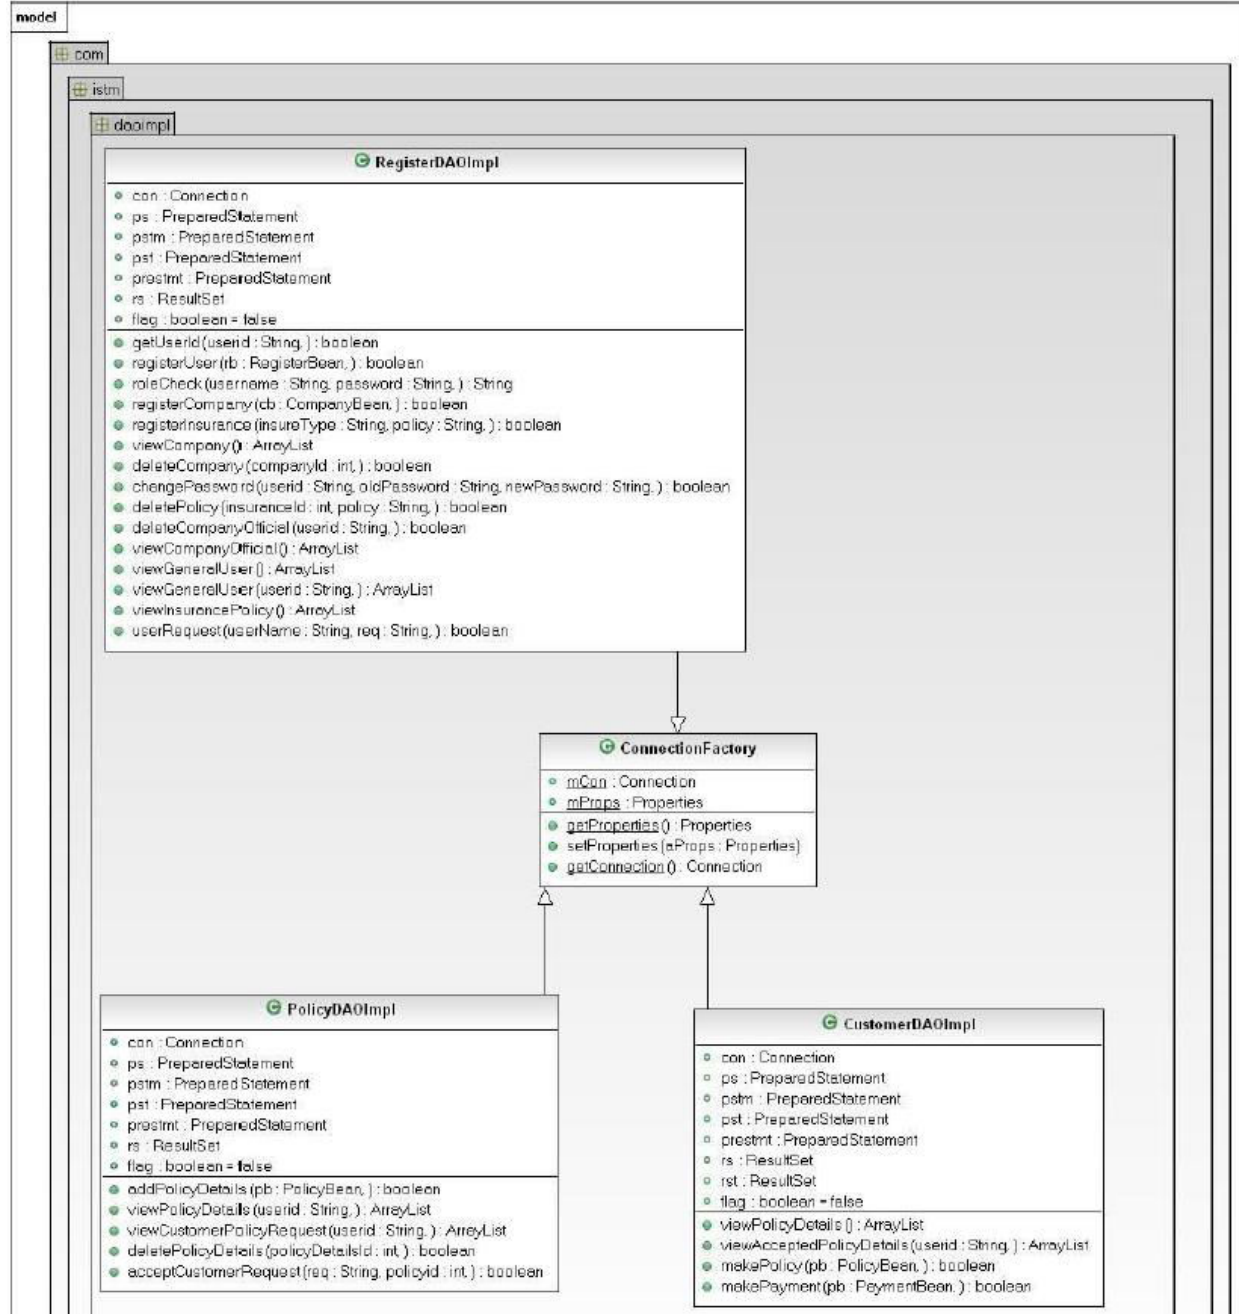 model
com
istm
daoimpl
RegisterDAOImpl
con : Connection
ps : PreparedStatement
pstm : PreparedStatement
pst : PreparedStatement
prestmt : PreparedStatement
rs : ResultSet
flag : boolean = false
getUserId(userid : String, ) : boolean
registerUser(rb : RegisterBean, ) : boolean
roleCheck(username : String, password : String, ) : String
registerCompany(cb : CompanyBean, ) : boolean
registerInsurance(insureType : String, policy : String, ) : boolean
viewCompany() : ArrayList
deleteCompany(companyId : int, ) : boolean
changePassword(userid : String, oldPassword : String, newPassword : String, ) : boolean
deletePolicy(insuranceId : int, policy : String, ) : boolean
deleteCompanyOfficial(userid : String, ) : boolean
viewCompanyOfficial() : ArrayList
viewGeneralUser() : ArrayList
viewGeneralUser(userid : String, ) : ArrayList
viewInsurancePolicy() : ArrayList
userRequest(userName : String, req : String, ) : boolean
ConnectionFactory
mCon : Connection
mProps : Properties
getProperties() : Properties
setProperties(aProps : Properties)
getConnection() : Connection
PolicyDAOImpl
con : Connection
ps : PreparedStatement
pstm : PreparedStatement
pst : PreparedStatement
prestmt : PreparedStatement
rs : ResultSet
flag : boolean = false
addPolicyDetails(pb : PolicyBean, ) : boolean
viewPolicyDetails(userid : String, ) : ArrayList
viewCustomerPolicyRequest(userid : String, ) : ArrayList
deletePolicyDetails(policyDetailsId : int, ) : boolean
acceptCustomerRequest(req : String, policyid : int, ) : boolean
CustomerDAOImpl
con : Connection
ps : PreparedStatement
pstm : PreparedStatement
pst : PreparedStatement
prestmt : PreparedStatement
rs : ResultSet
rst : ResultSet
flag : boolean = false
viewPolicyDetails() : ArrayList
viewAcceptedPolicyDetails(userid : String, ) : ArrayList
makePolicy(pb : PolicyBean, ) : boolean
makePayment(pb : PaymentBean, ) : boolean